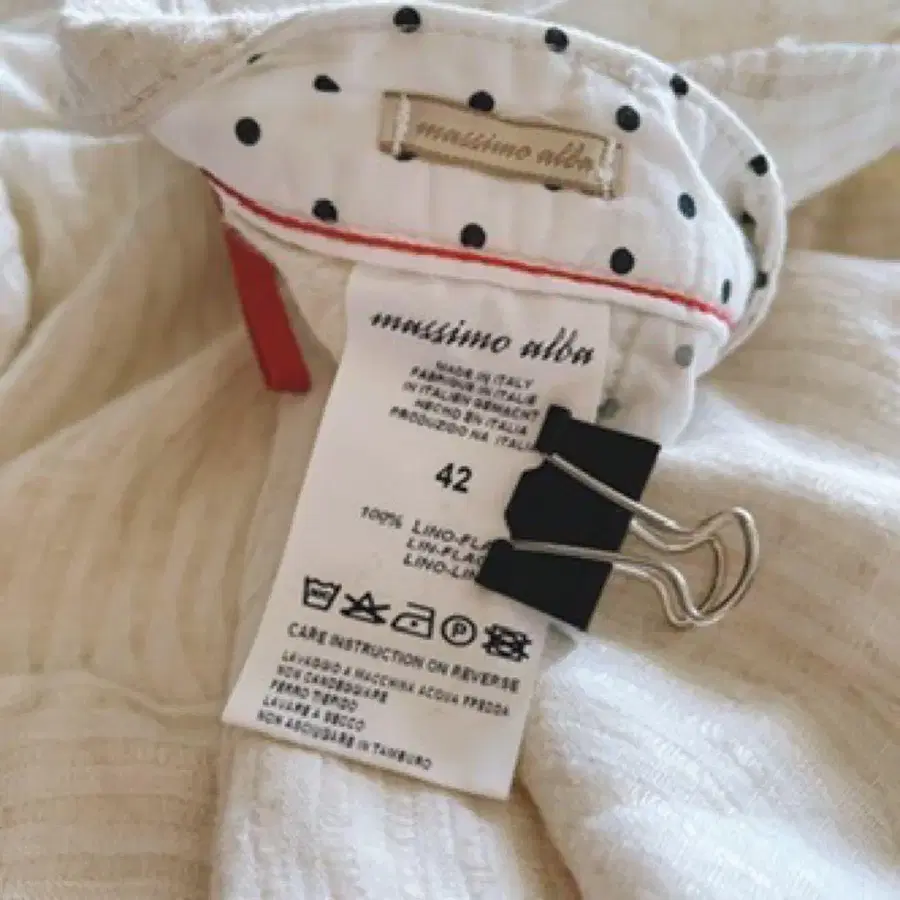 massimo alba
massimo alba
MADE IN ITALY
FABRIQUE EN ITALIE
IN ITALIEN GEMACHT
HECHO EN ITALIA
PRODUZIDO NA ITALIA
42
100% LINO-FLA
LIN-FLA
LINO-LIN
CARE INSTRUCTION ON REVERSE
LAVAGGIO A MACCHINA ACQUA FREDDA
NON CANDEGGIARE
FERRO TIEPIDO
LAVARE A SECCO
NON ASCIUGARE IN TAMBURO